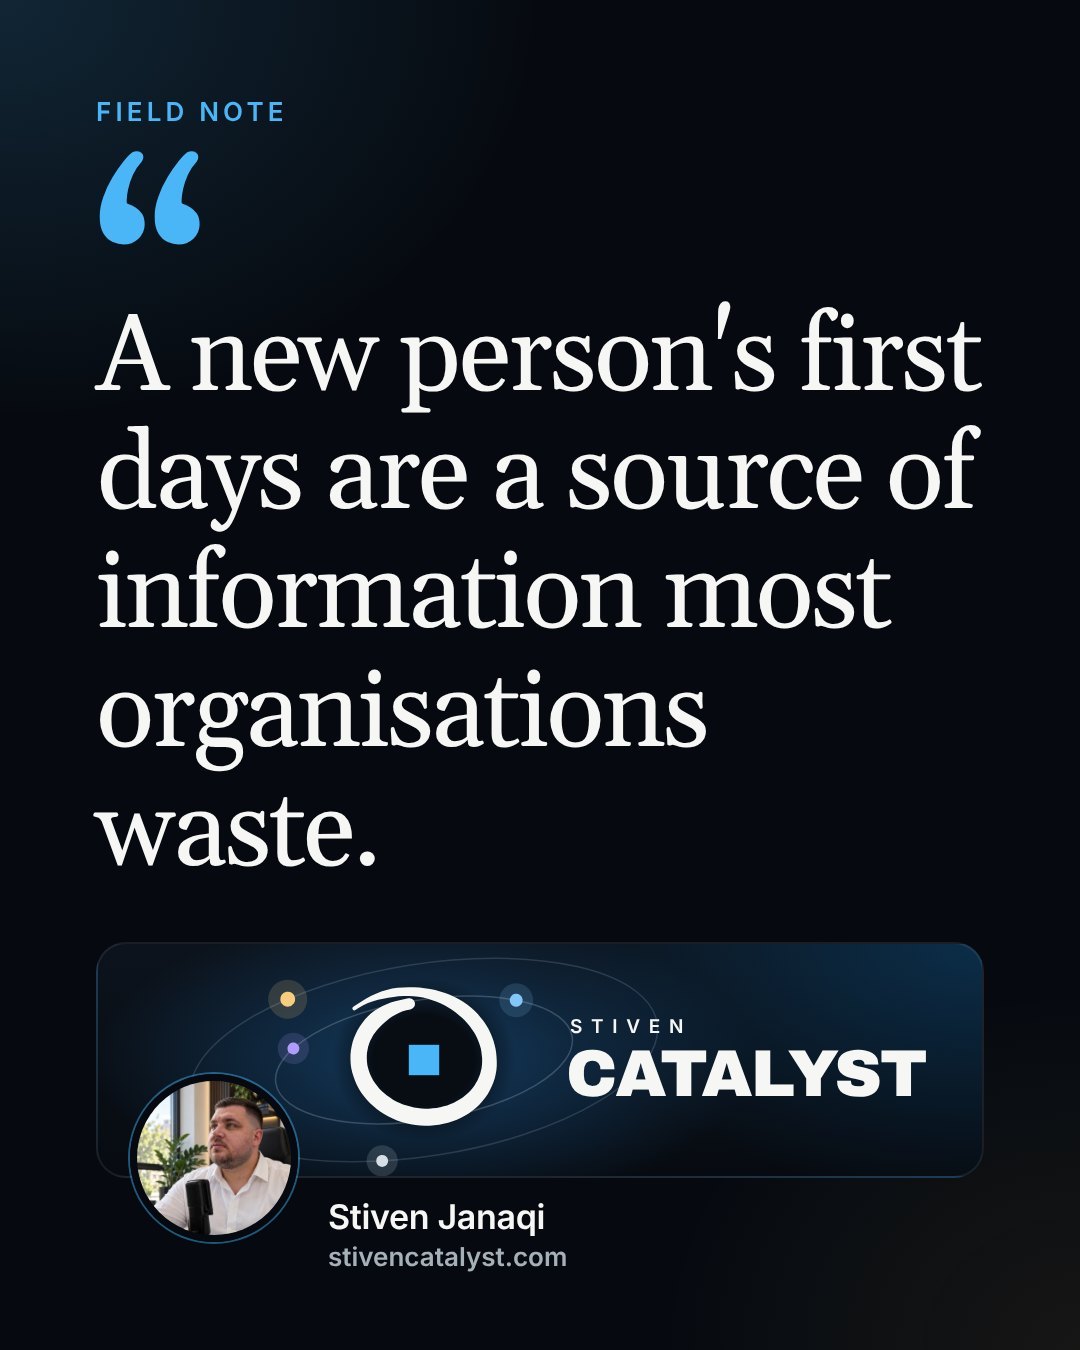 FIELD NOTE
“
A new person's first
days are a source of
information most
organisations
waste.
STIVEN
CATALYST
Stiven Janaqi
stivencatalyst.com